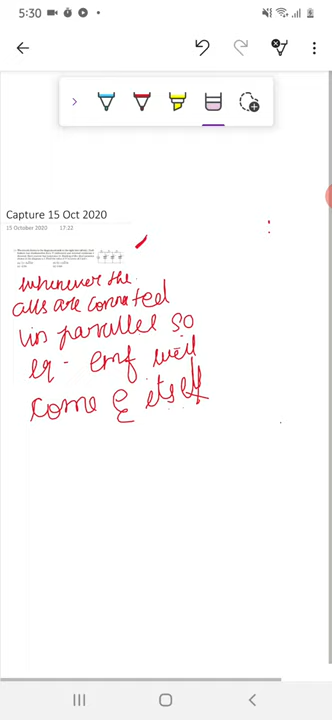 5:30
Capture 15 Oct 2020
15 October 2020 17:22
whenever the
cells are connected
in parallel so
eq. emf will
come ε itself